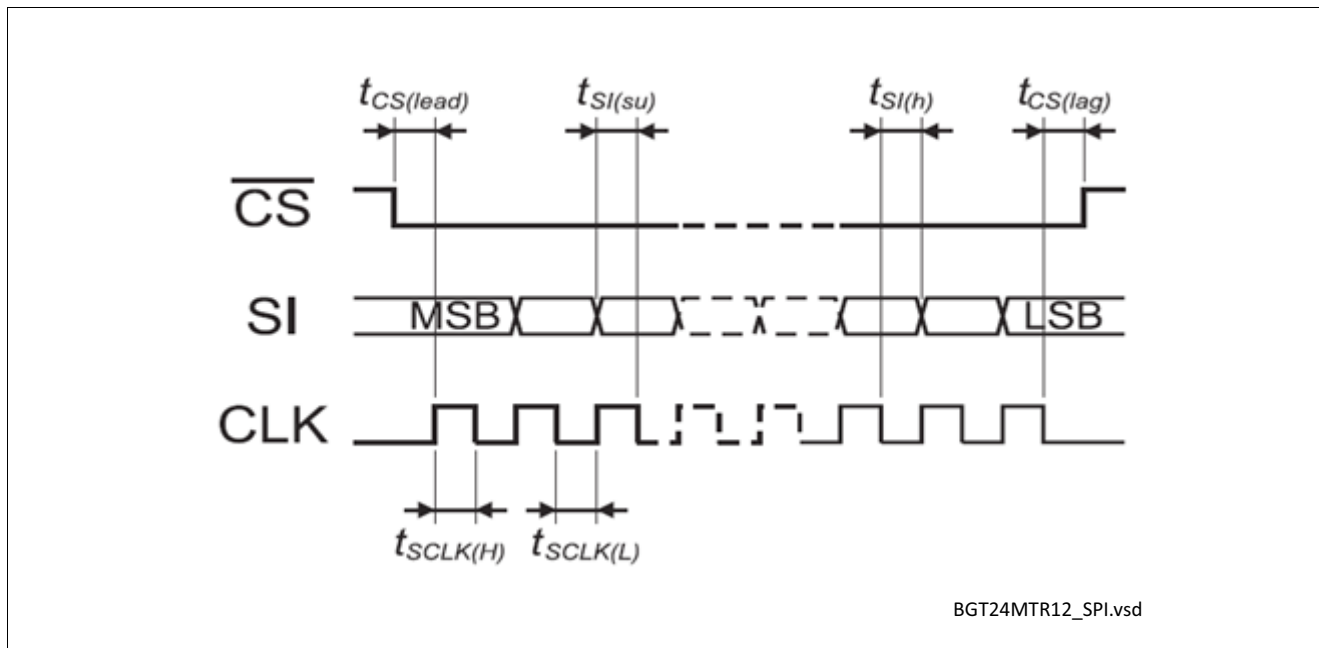 tCS(lead) tSI(su) tSI(h) tCS(lag)
CS
SI MSB LSB
CLK
tSCLK(H) tSCLK(L)
BGT24MTR12_SPI.vsd